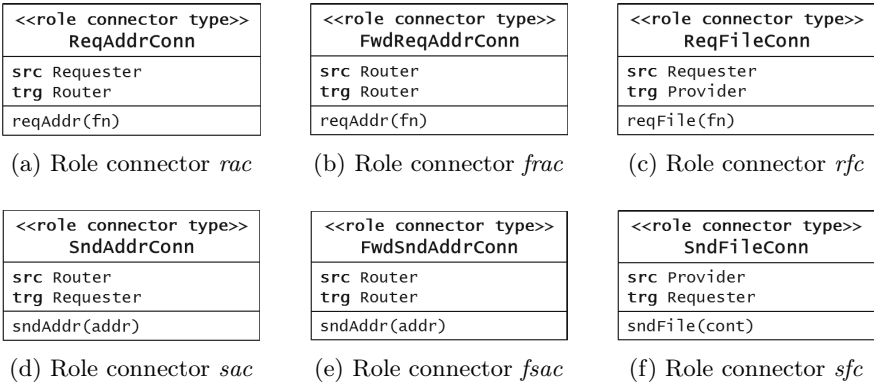 <<role connector type>>
ReqAddrConn
src Requester
trg Router
reqAddr(fn)
(a) Role connector rac
<<role connector type>>
FwdReqAddrConn
src Router
trg Router
reqAddr(fn)
(b) Role connector frac
<<role connector type>>
ReqFileConn
src Requester
trg Provider
reqFile(fn)
(c) Role connector rfc
<<role connector type>>
SndAddrConn
src Router
trg Requester
sndAddr(addr)
(d) Role connector sac
<<role connector type>>
FwdSndAddrConn
src Router
trg Router
sndAddr(addr)
(e) Role connector fsac
<<role connector type>>
SndFileConn
src Provider
trg Requester
sndFile(cont)
(f) Role connector sfc